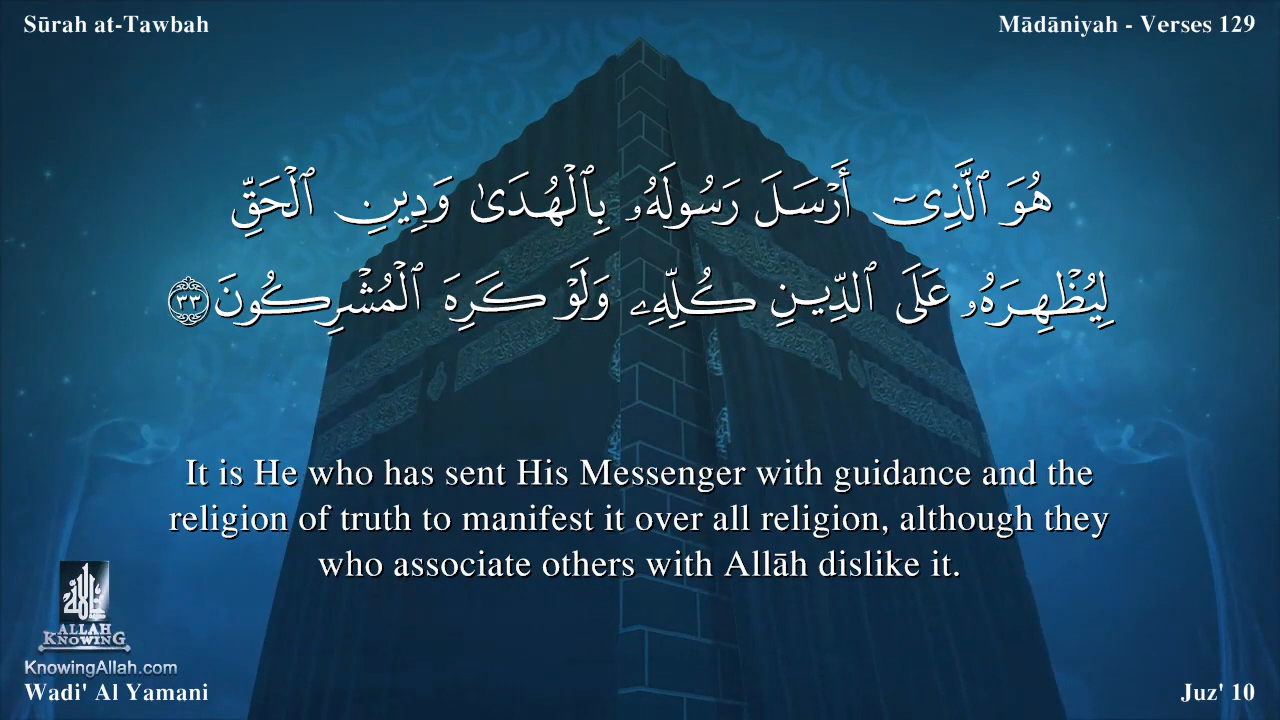 Sūrah at-Tawbah
Mādāniyah - Verses 129
هُوَ ٱلَّذِىٓ أَرْسَلَ رَسُولَهُۥ بِٱلْهُدَىٰ وَدِينِ ٱلْحَقِّ
لِيُظْهِرَهُۥ عَلَى ٱلدِّينِ كُلِّهِۦ وَلَوْ كَرِهَ ٱلْمُشْرِكُونَ ٣٣
It is He who has sent His Messenger with guidance and the
religion of truth to manifest it over all religion, although they
who associate others with Allāh dislike it.
الله
ALLAH
KNOWING
KnowingAllah.com
Wadi' Al Yamani
Juz' 10